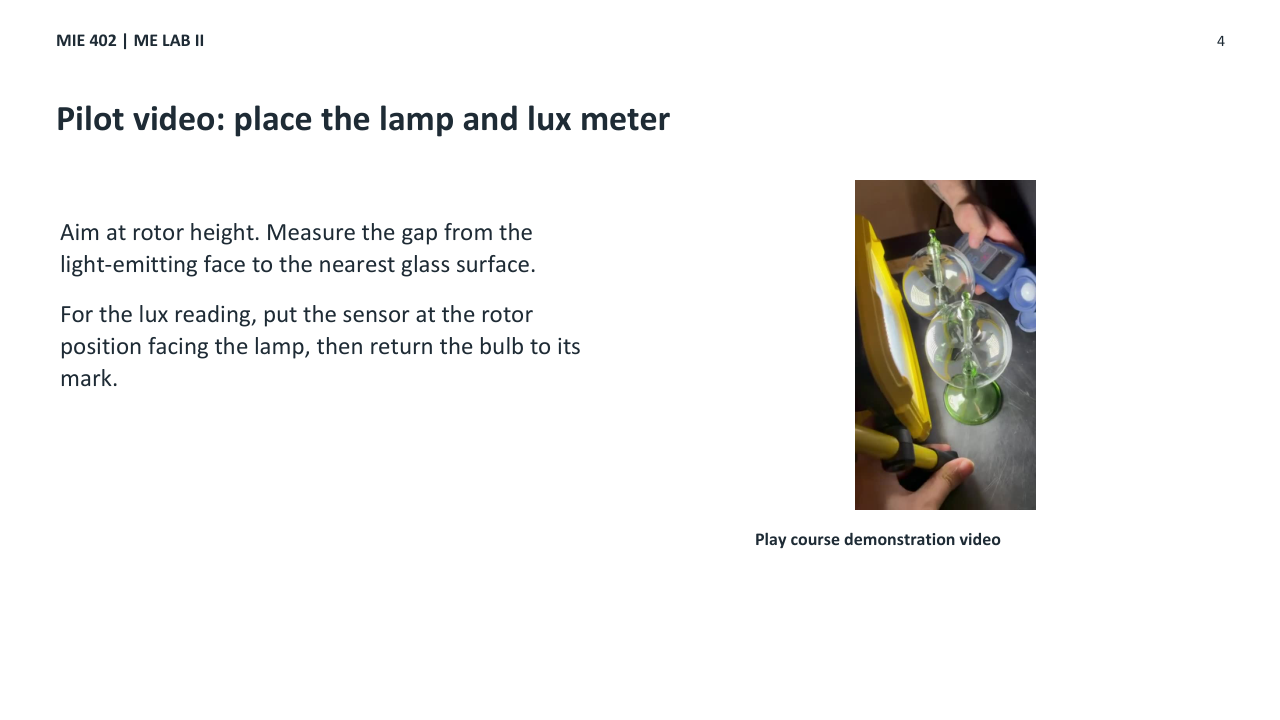 MIE 402 | ME LAB II
4
Pilot video: place the lamp and lux meter
Aim at rotor height. Measure the gap from the
light-emitting face to the nearest glass surface.
For the lux reading, put the sensor at the rotor
position facing the lamp, then return the bulb to its
mark.
Play course demonstration video